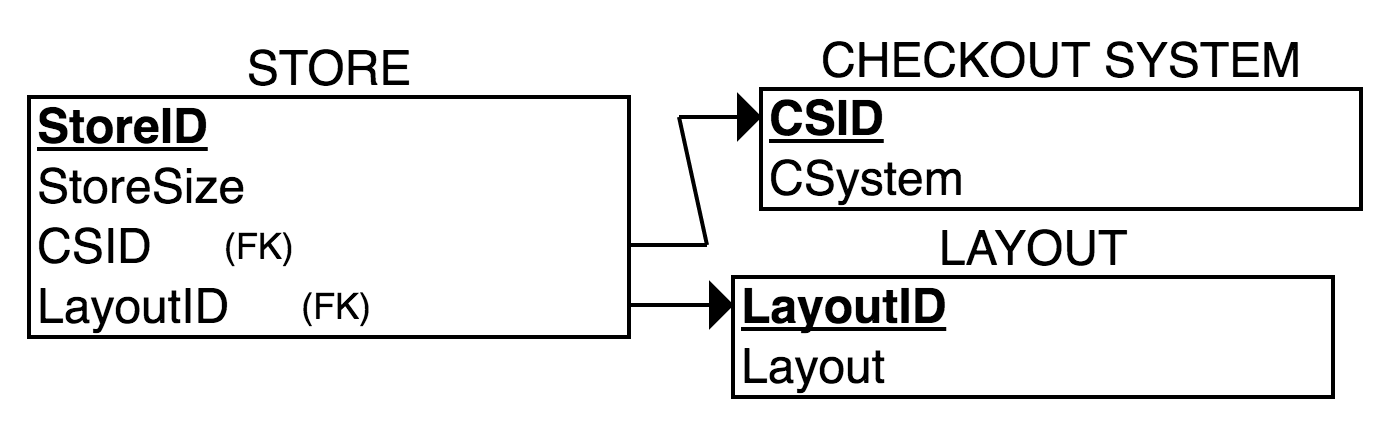 STORE
StoreID
StoreSize
CSID (FK)
LayoutID (FK)
CHECKOUT SYSTEM
CSID
CSystem
LAYOUT
LayoutID
Layout